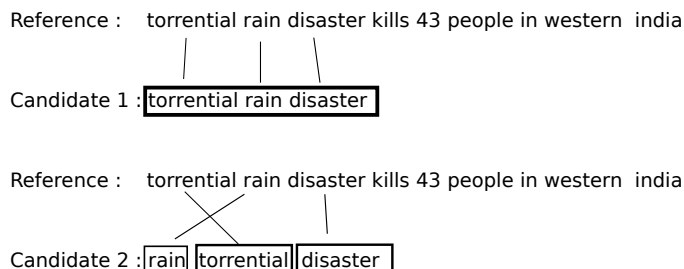 Reference : torrential rain disaster kills 43 people in western india
Candidate 1 : torrential rain disaster
Reference : torrential rain disaster kills 43 people in western india
Candidate 2 : rain torrential disaster